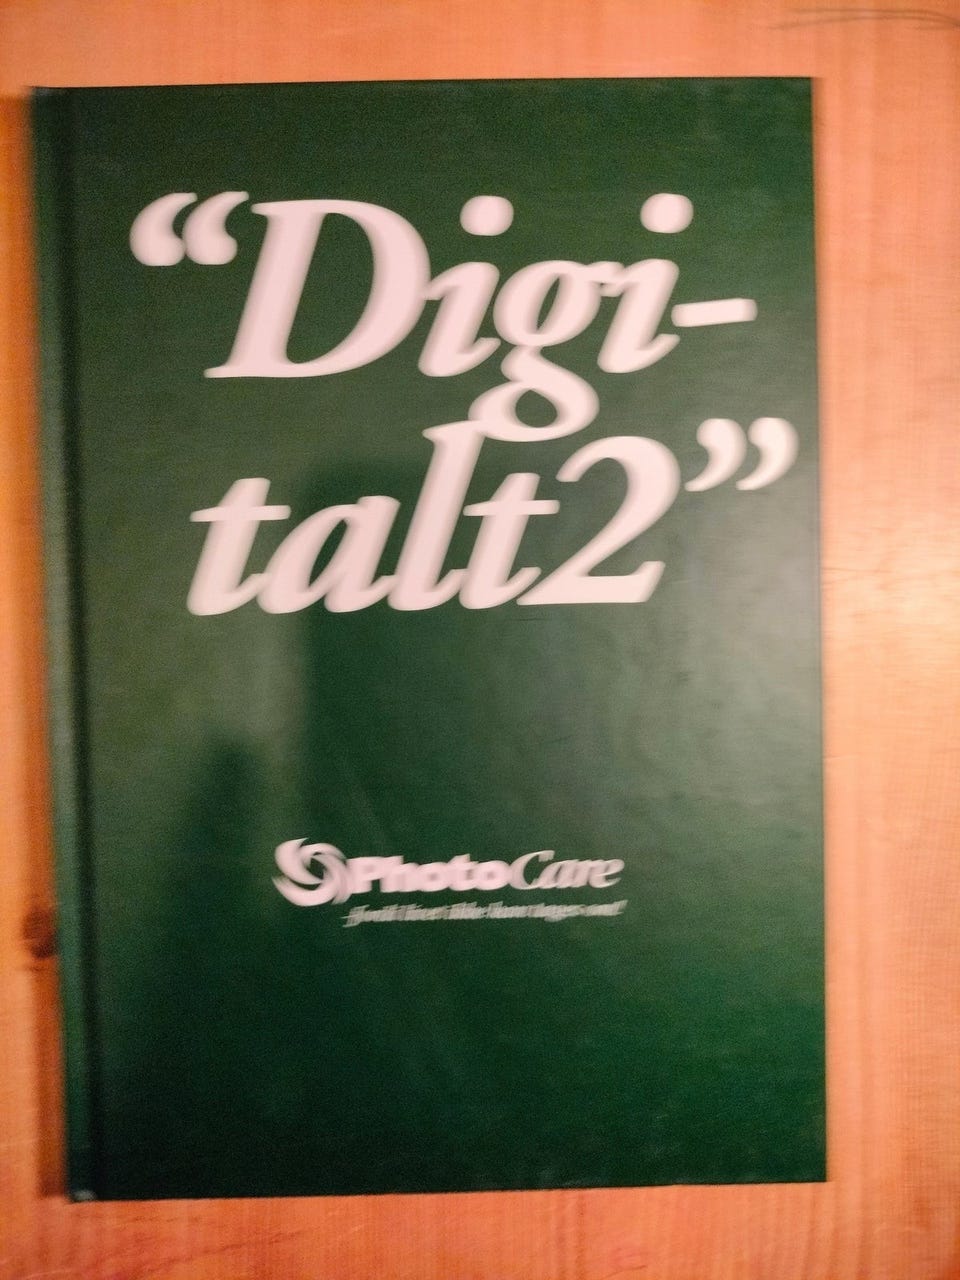 “Digi-
talt2”
PhotoCare